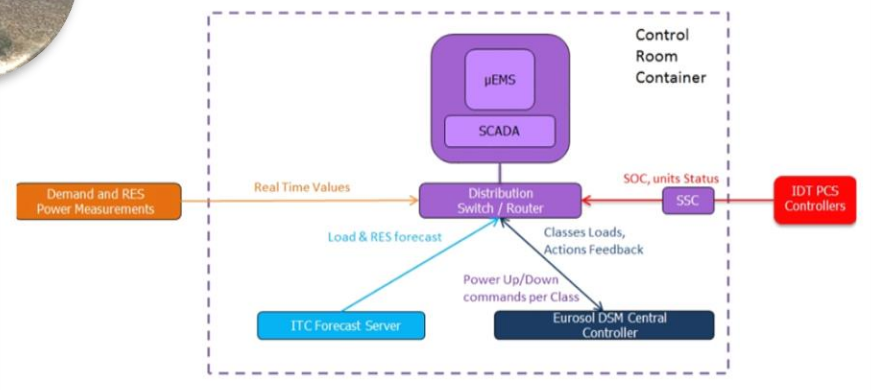 Control
Room
Container
μEMS
SCADA
Demand and RES
Power Measurements
Real Time Values
Distribution
Switch / Router
SOC, units Status
SSC
IDT PCS
Controllers
Load & RES forecast
Classes Loads,
Actions Feedback
Power Up/Down
commands per Class
ITC Forecast Server
Eurosol DSM Central
Controller